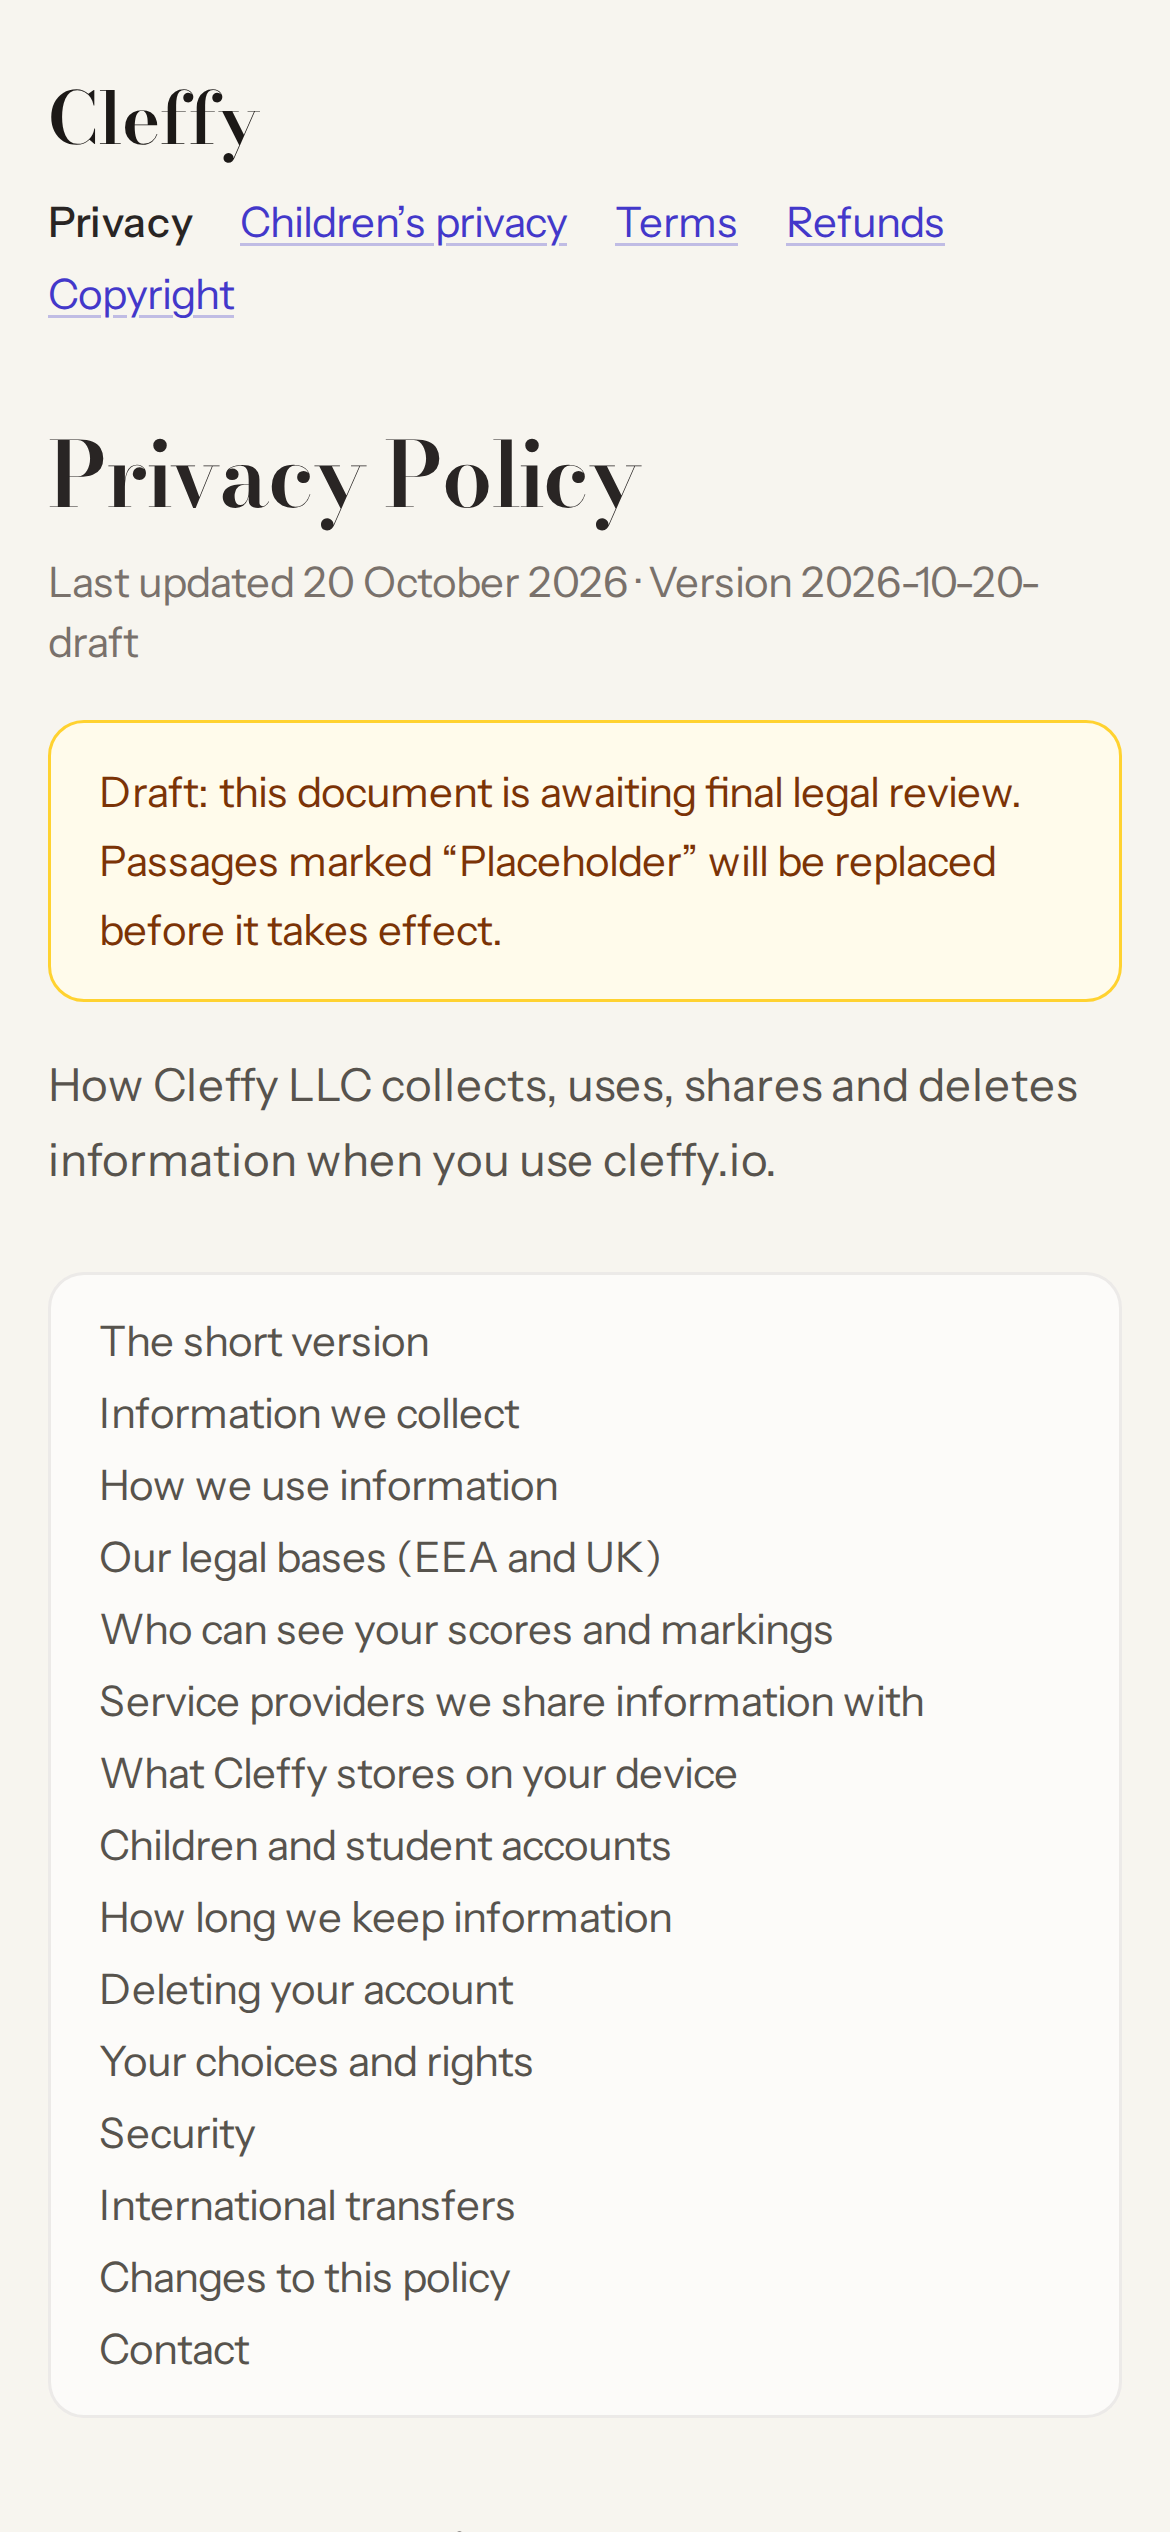 Cleffy
Privacy Children’s privacy Terms Refunds
Copyright
Privacy Policy
Last updated 20 October 2026 · Version 2026-10-20-
draft
Draft: this document is awaiting final legal review.
Passages marked “Placeholder” will be replaced
before it takes effect.
How Cleffy LLC collects, uses, shares and deletes
information when you use cleffy.io.
The short version
Information we collect
How we use information
Our legal bases (EEA and UK)
Who can see your scores and markings
Service providers we share information with
What Cleffy stores on your device
Children and student accounts
How long we keep information
Deleting your account
Your choices and rights
Security
International transfers
Changes to this policy
Contact